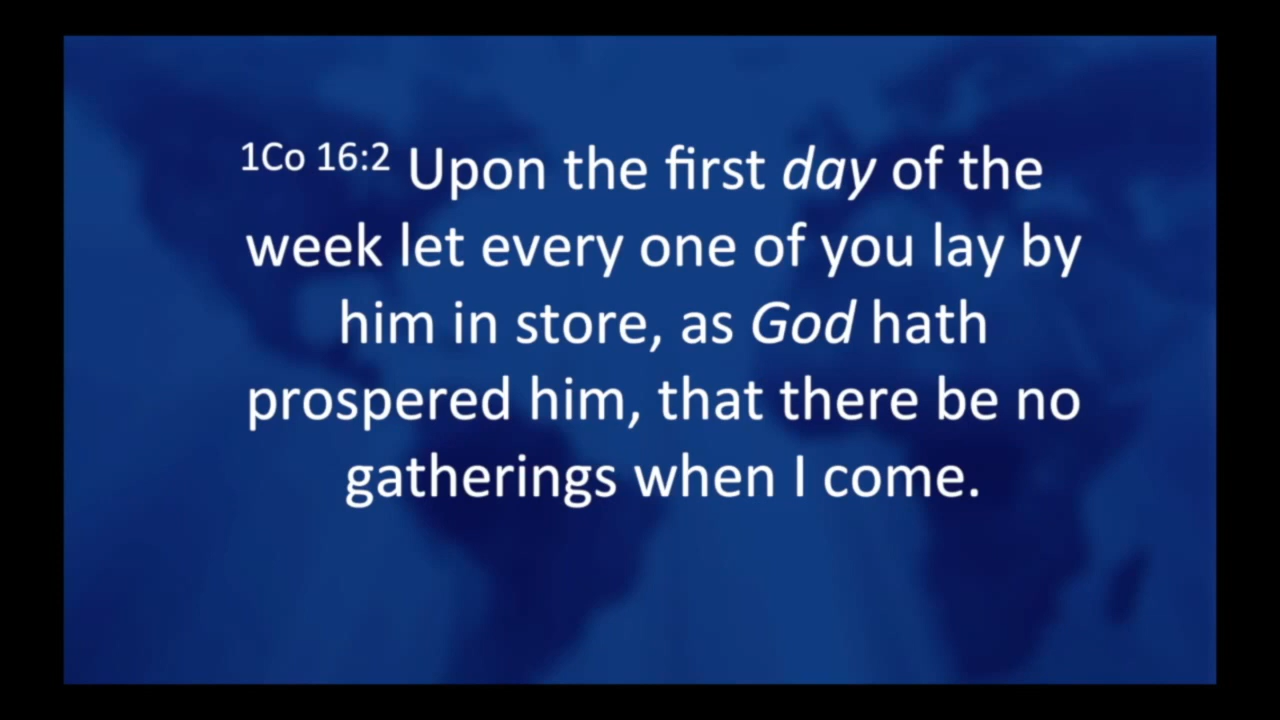 1Co 16:2 Upon the first day of the
week let every one of you lay by
him in store, as God hath
prospered him, that there be no
gatherings when I come.